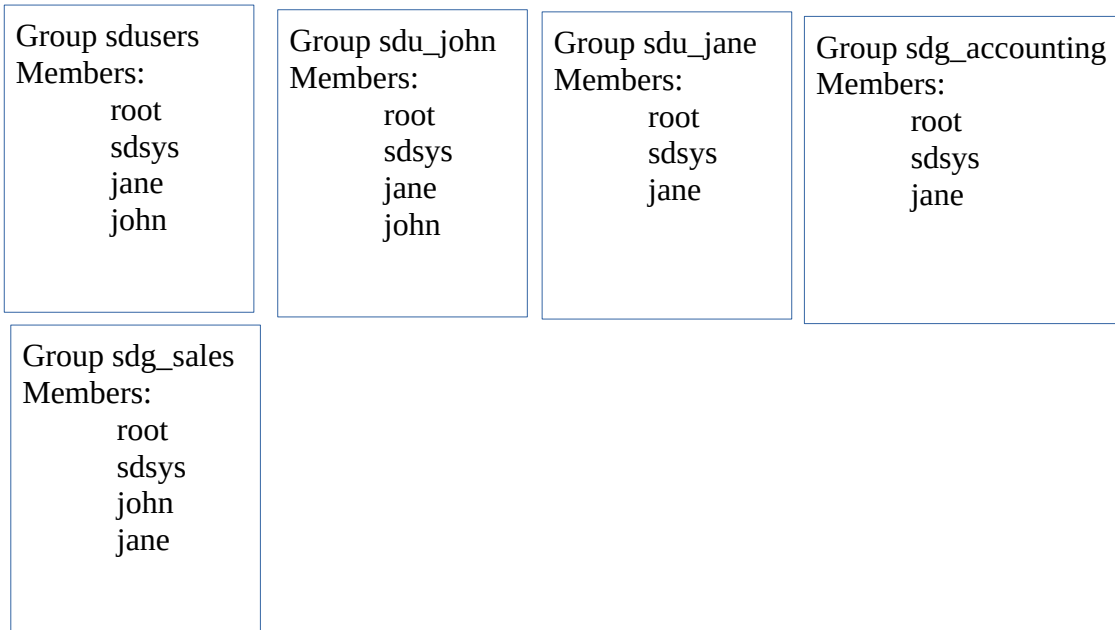 Group sdusers
Members:
root
sdsys
jane
john
Group sdu_john
Members:
root
sdsys
jane
john
Group sdu_jane
Members:
root
sdsys
jane
Group sdg_accounting
Members:
root
sdsys
jane
Group sdg_sales
Members:
root
sdsys
john
jane